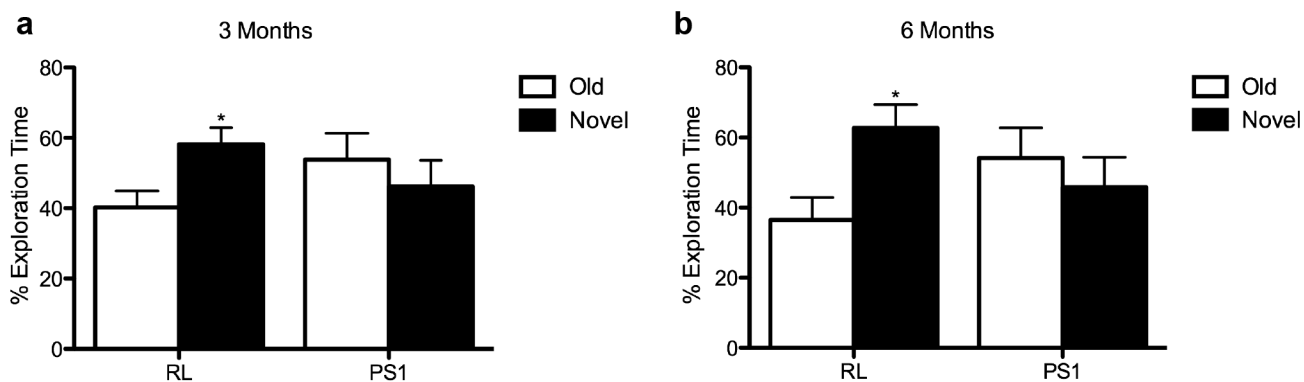 a
3 Months
% Exploration Time
80
60
40
20
0
*
RL
PS1
Old
Novel
b
6 Months
% Exploration Time
80
60
40
20
0
*
RL
PS1
Old
Novel